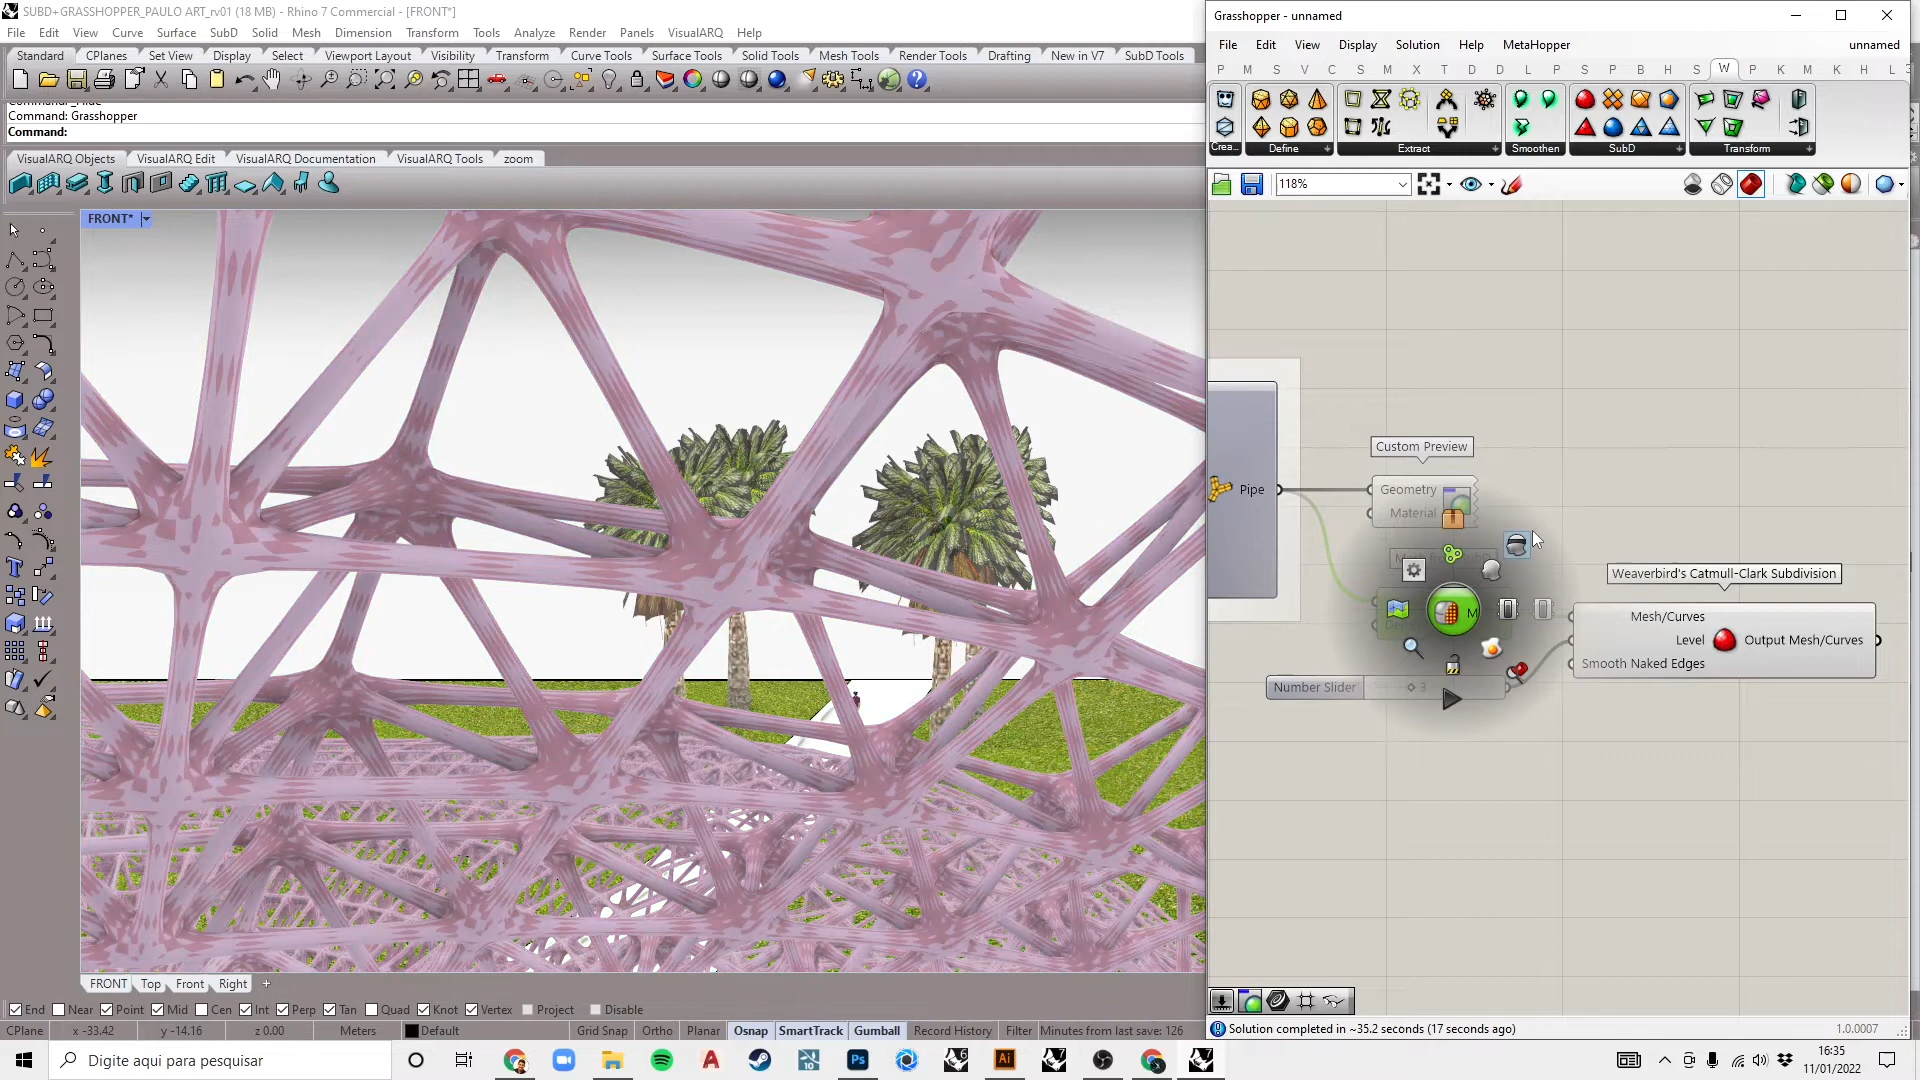 SUBD+GRASSHOPPER_PAULO ART_rv01 (18 MB) - Rhino 7 Commercial - [FRONT*]
File Edit View Curve Surface SubD Solid Mesh Dimension Transform Tools Analyze Render Panels VisualARQ Help
Standard CPlanes Set View Display Select Viewport Layout Visibility Transform Curve Tools Surface Tools Solid Tools Mesh Tools Render Tools Drafting New in V7 SubD Tools
Command: _Hide
Command: Grasshopper
Command:
VisualARQ Objects VisualARQ Edit VisualARQ Documentation VisualARQ Tools zoom
FRONT*
Grasshopper - unnamed
File Edit View Display Solution Help MetaHopper unnamed
P M S V C S M X T D D L P S P B H S W P K M K H L
Crea... Define Extract Smoothen SubD Transform
118%
Custom Preview
Pipe
Geometry
Material
Mesh from SubD
M
Number Slider 3
Weaverbird's Catmull-Clark Subdivision
Mesh/Curves
Level Output Mesh/Curves
Smooth Naked Edges
FRONT Top Front Right
End Near Point Mid Cen Int Perp Tan Quad Knot Vertex Project Disable
CPlane x -33.42 y -14.16 z 0.00 Meters Default Grid Snap Ortho Planar Osnap SmartTrack Gumball Record History Filter Minutes from last save: 126
Solution completed in ~35.2 seconds (17 seconds ago) 1.0.0007
Digite aqui para pesquisar
16:35
11/01/2022